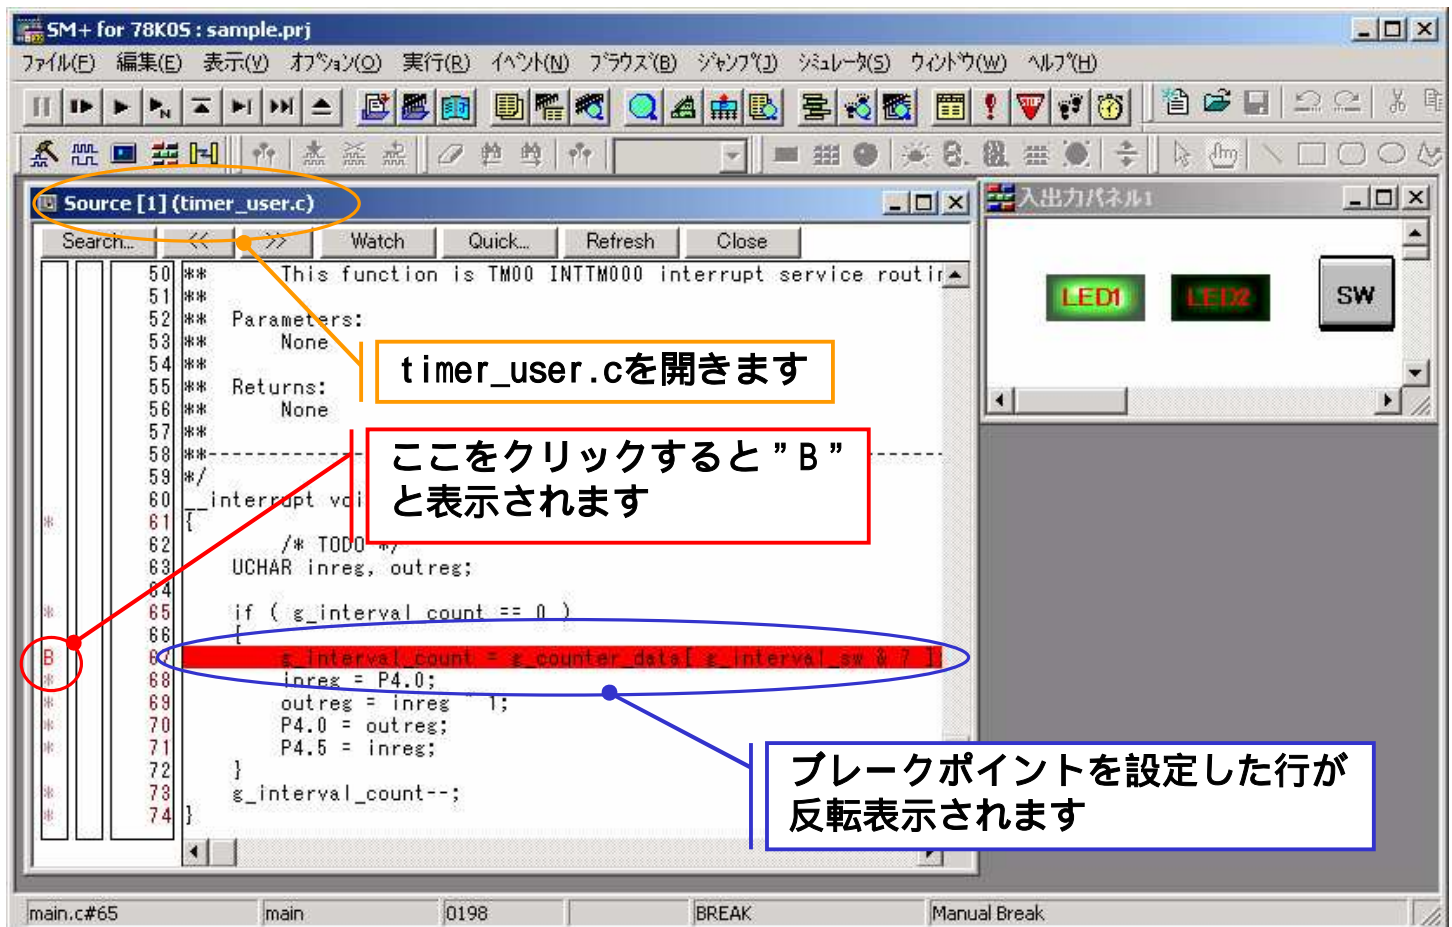 SM+ for 78K0S : sample.prj
ファイル(F) 編集(E) 表示(V) オプション(O) 実行(R) イベント(N) ブラウズ(B) ジャンプ(J) シミュレータ(S) ウィンドウ(W) ヘルプ(H)
Source [1] (timer_user.c)
Search... << >> Watch Quick... Refresh Close
50 ** This function is TM00 INTTM000 interrupt service routin
51 **
52 ** Parameters:
53 ** None
54 **
55 ** Returns:
56 ** None
57 **
58 **
59 */
60 __interrupt voi
* 61 {
62 /* TODO */
63 UCHAR inreg, outreg;
64
* 65 if ( g_interval_count == 0 )
66 {
B 67 g_interval_count = g_counter_data[ g_interval_sw & 7 ]
* 68 inreg = P4.0;
* 69 outreg = inreg ^ 1;
* 70 P4.0 = outreg;
* 71 P4.5 = inreg;
72 }
* 73 g_interval_count--;
* 74 }
timer_user.cを開きます
ここをクリックすると”B”
と表示されます
ブレークポイントを設定した行が
反転表示されます
入出力パネル1
LED1 LED2 SW
main.c#65 main 0198 BREAK Manual Break